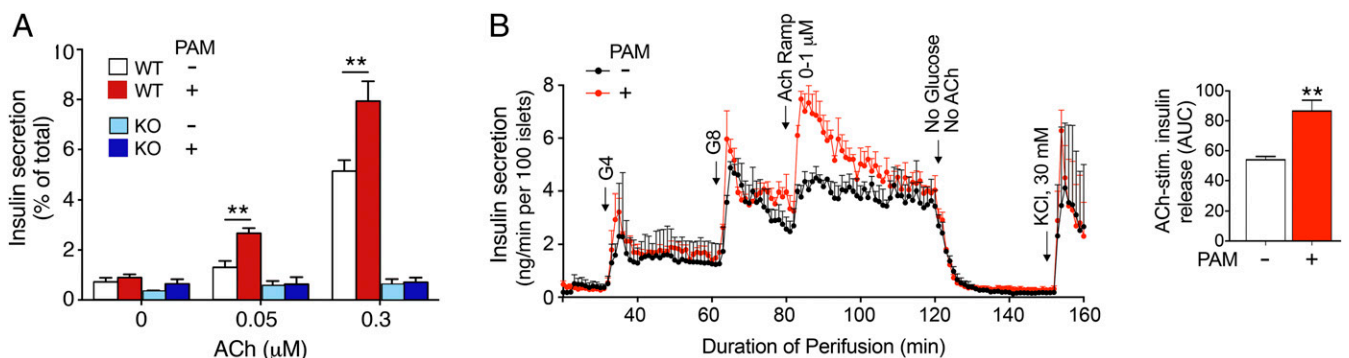 A
PAM
WT -
WT +
KO -
KO +
Insulin secretion
(% of total)
10
8
6
4
2
0
**
**
0
0.05
0.3
ACh (μM)
B
PAM
-
+
Insulin secretion
(ng/min per 100 islets)
8
6
4
2
0
G4
G8
Ach Ramp
0-1 μM
No Glucose
No ACh
KCl, 30 mM
40
60
80
100
120
140
160
Duration of Perifusion (min)
ACh-stim. insulin
release (AUC)
100
80
60
40
20
0
**
PAM - +